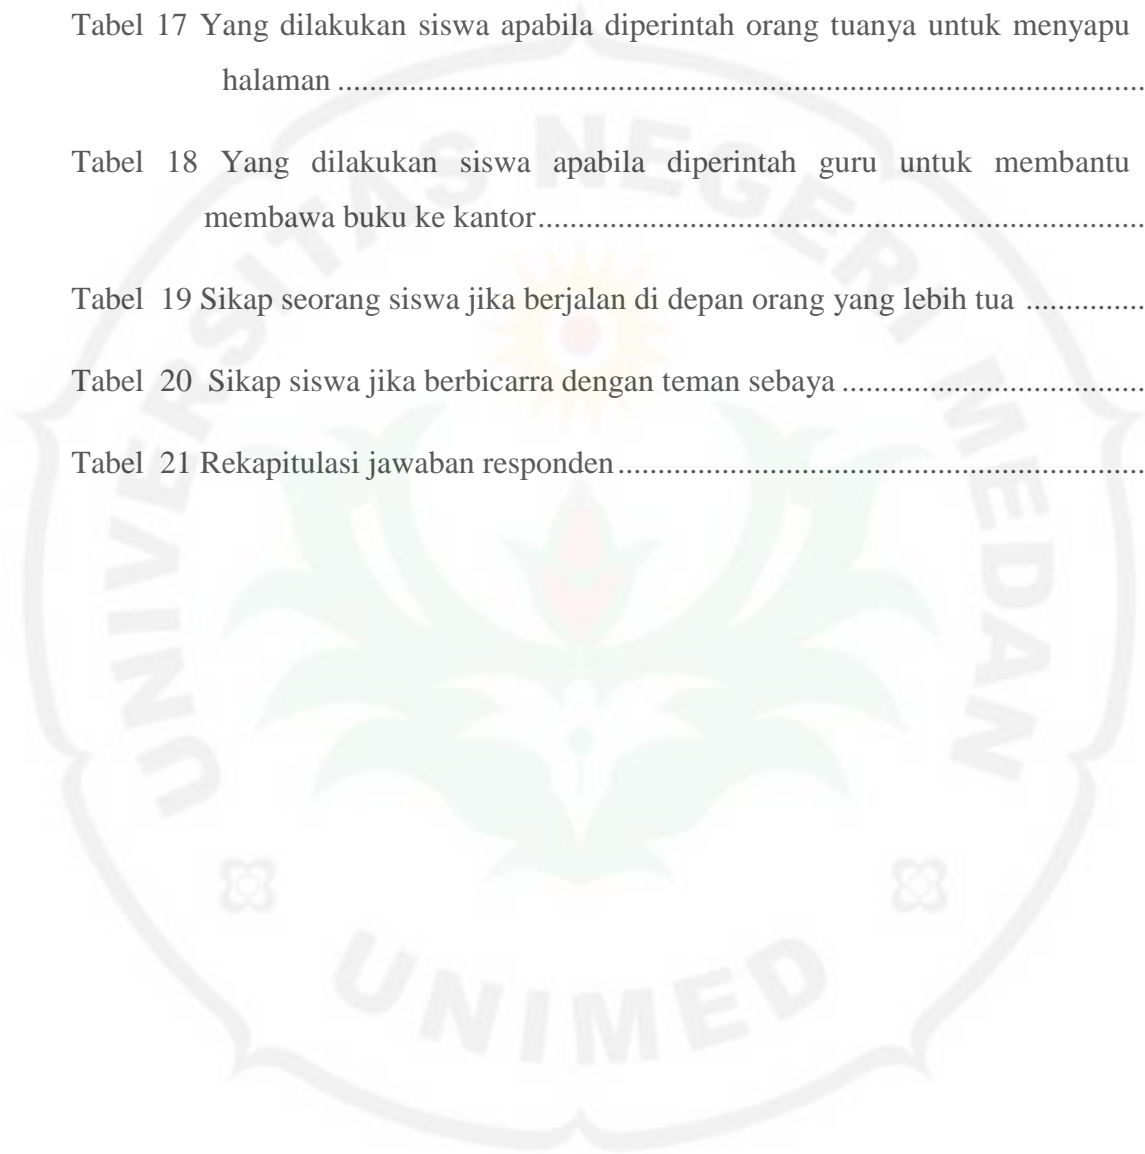 Tabel 17 Yang dilakukan siswa apabila diperintah orang tuanya untuk menyapu
halaman ......................................................................................
Tabel 18 Yang dilakukan siswa apabila diperintah guru untuk membantu
membawa buku ke kantor................................................................
Tabel 19 Sikap seorang siswa jika berjalan di depan orang yang lebih tua ...............
Tabel 20 Sikap siswa jika berbicarra dengan teman sebaya ................................
Tabel 21 Rekapitulasi jawaban responden........................................................
UNIVERSITAS NEGERI MEDAN
UNIMED